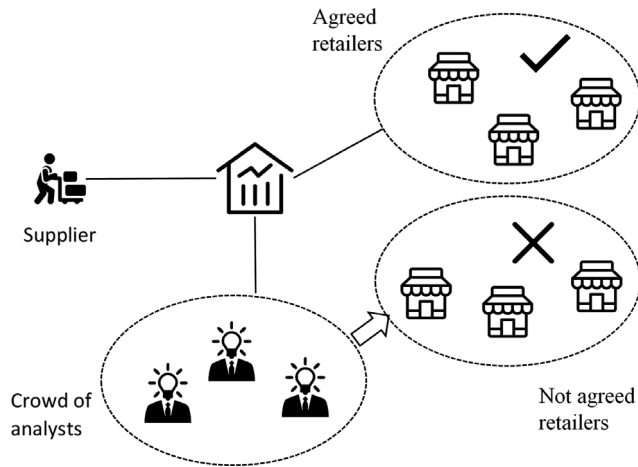 Agreed
retailers
Supplier
Crowd of
analysts
Not agreed
retailers